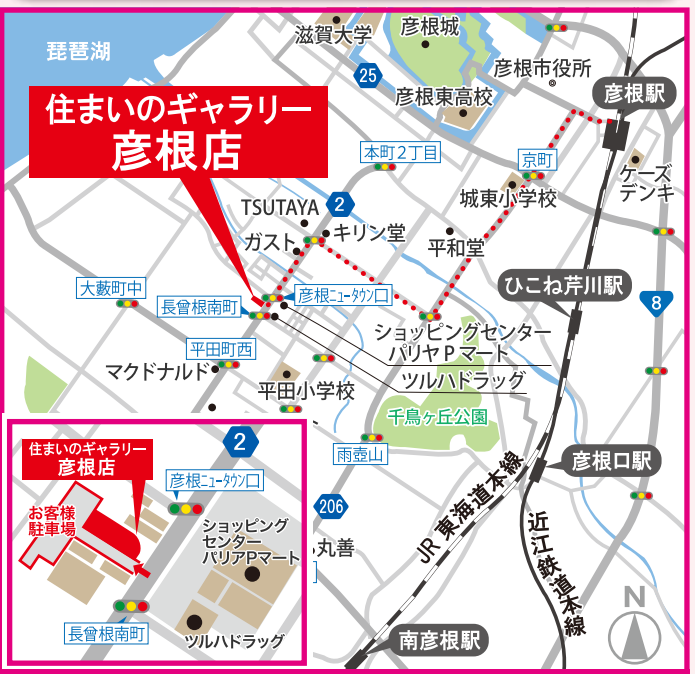 琵琶湖
滋賀大学
彦根城
25
彦根市役所
彦根東高校
彦根駅
住まいのギャラリー
彦根店
本町2丁目
京町
ケーズ
デンキ
城東小学校
2
TSUTAYA
キリン堂
ガスト
平和堂
大藪町中
長曽根南町
彦根ニュータウン口
ひこね芹川駅
8
ショッピングセンター
パリヤPマート
平田町西
マクドナルド
ツルハドラッグ
平田小学校
千鳥ヶ丘公園
雨壺山
彦根口駅
206
丸善
JR東海道本線
近江鉄道本線
南彦根駅
N
住まいのギャラリー
彦根店
2
彦根ニュータウン口
お客様
駐車場
ショッピング
センター
パリアPマート
長曽根南町
ツルハドラッグ